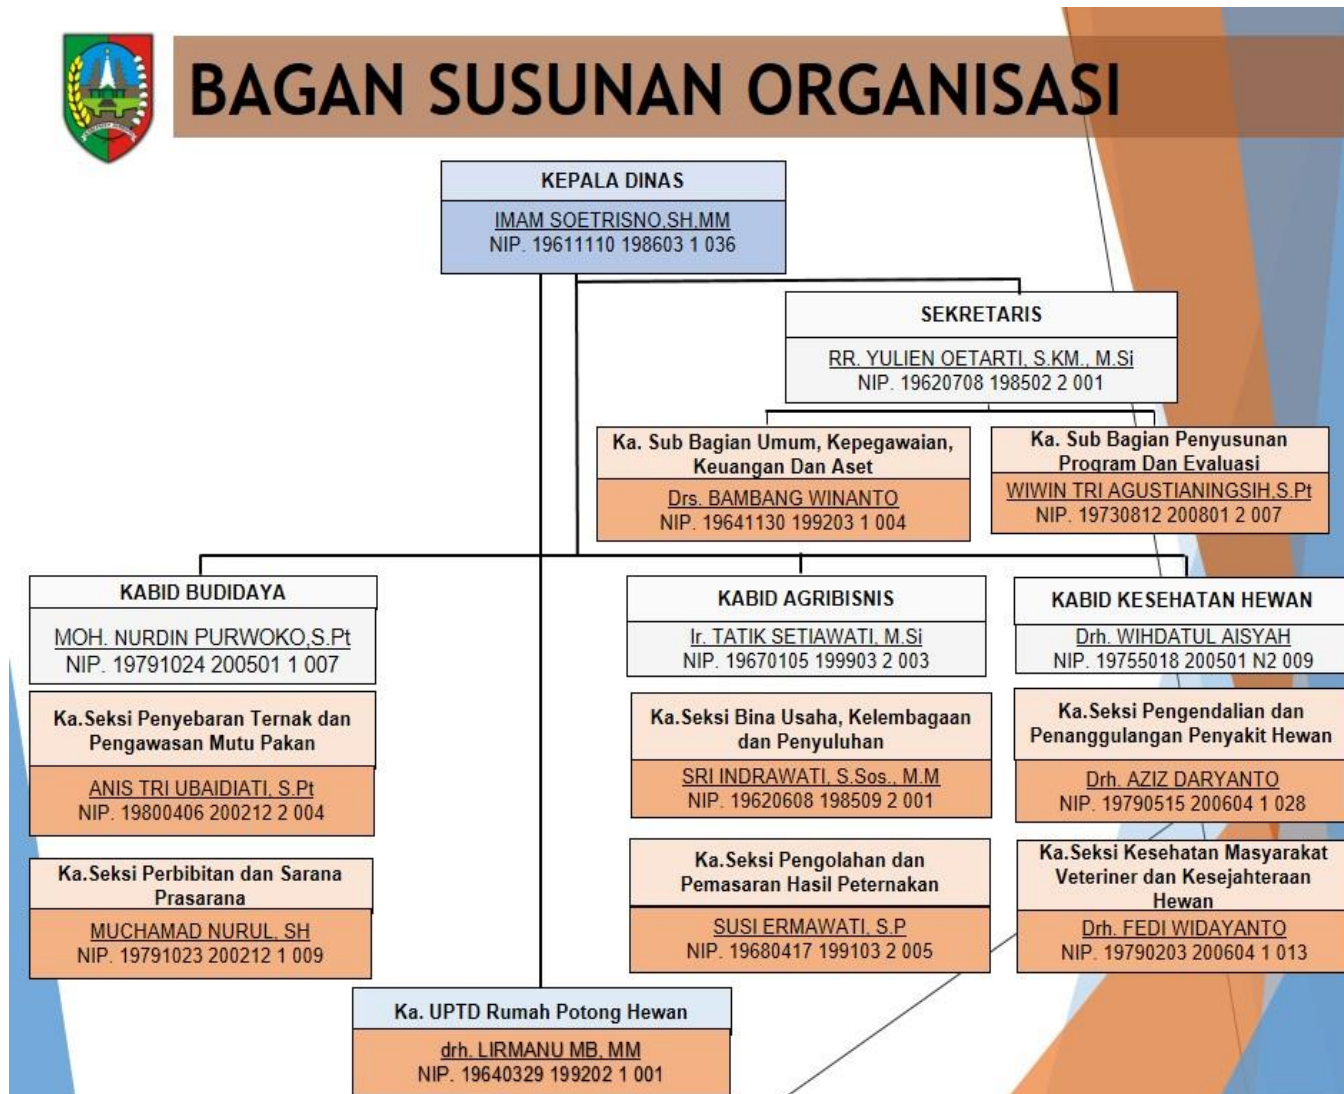 BAGAN SUSUNAN ORGANISASI
KEPALA DINAS
IMAM SOETRISNO,SH,MM
NIP. 19611110 198603 1 036
SEKRETARIS
RR. YULIEN OETARTI, S.KM., M.Si
NIP. 19620708 198502 2 001
Ka. Sub Bagian Umum, Kepegawaian,
Keuangan Dan Aset
Drs. BAMBANG WINANTO
NIP. 19641130 199203 1 004
Ka. Sub Bagian Penyusunan
Program Dan Evaluasi
WIWIN TRI AGUSTIANINGSIH,S.Pt
NIP. 19730812 200801 2 007
KABID BUDIDAYA
MOH. NURDIN PURWOKO,S.Pt
NIP. 19791024 200501 1 007
Ka.Seksi Penyebaran Ternak dan
Pengawasan Mutu Pakan
ANIS TRI UBAIDIATI, S.Pt
NIP. 19800406 200212 2 004
Ka.Seksi Perbibitan dan Sarana
Prasarana
MUCHAMAD NURUL, SH
NIP. 19791023 200212 1 009
KABID AGRIBISNIS
Ir. TATIK SETIAWATI, M.Si
NIP. 19670105 199903 2 003
Ka.Seksi Bina Usaha, Kelembagaan
dan Penyuluhan
SRI INDRAWATI, S.Sos., M.M
NIP. 19620608 198509 2 001
Ka.Seksi Pengolahan dan
Pemasaran Hasil Peternakan
SUSI ERMAWATI, S.P
NIP. 19680417 199103 2 005
KABID KESEHATAN HEWAN
Drh. WIHDATUL AISYAH
NIP. 19755018 200501 N2 009
Ka.Seksi Pengendalian dan
Penanggulangan Penyakit Hewan
Drh. AZIZ DARYANTO
NIP. 19790515 200604 1 028
Ka.Seksi Kesehatan Masyarakat
Veteriner dan Kesejahteraan
Hewan
Drh. FEDI WIDAYANTO
NIP. 19790203 200604 1 013
Ka. UPTD Rumah Potong Hewan
drh. LIRMANU MB, MM
NIP. 19640329 199202 1 001